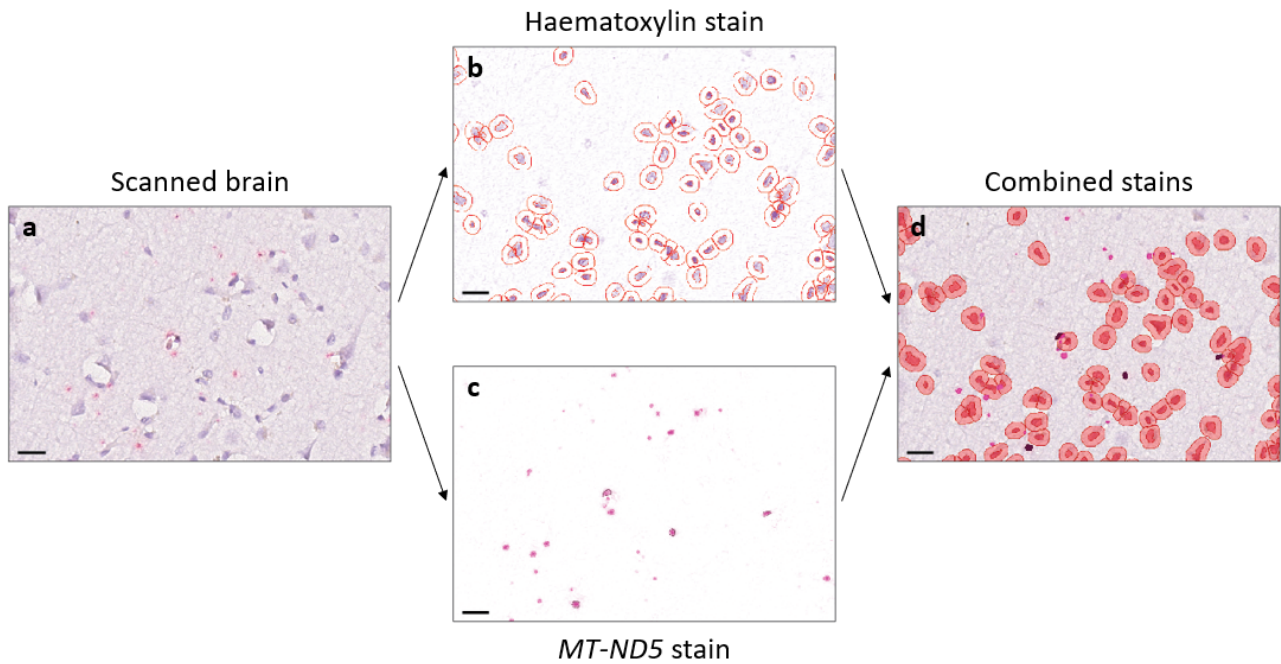 Haematoxylin stain
b
Scanned brain
Combined stains
a
d
c
MT-ND5 stain